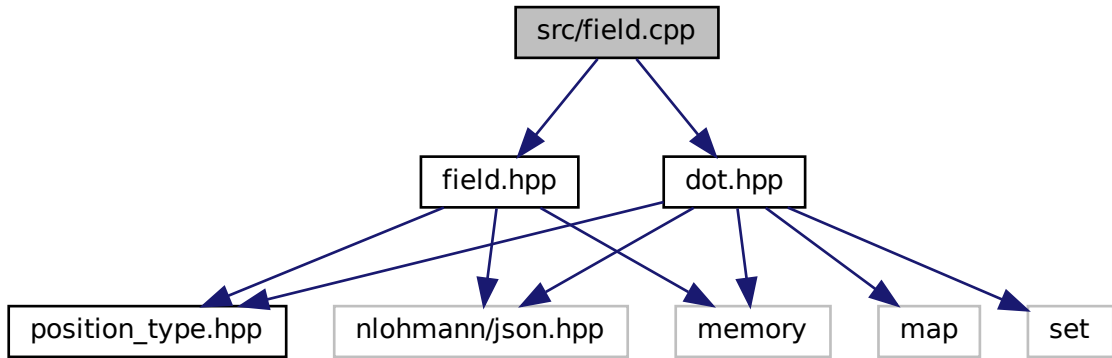 src/field.cpp
field.hpp
dot.hpp
position_type.hpp
nlohmann/json.hpp
memory
map
set